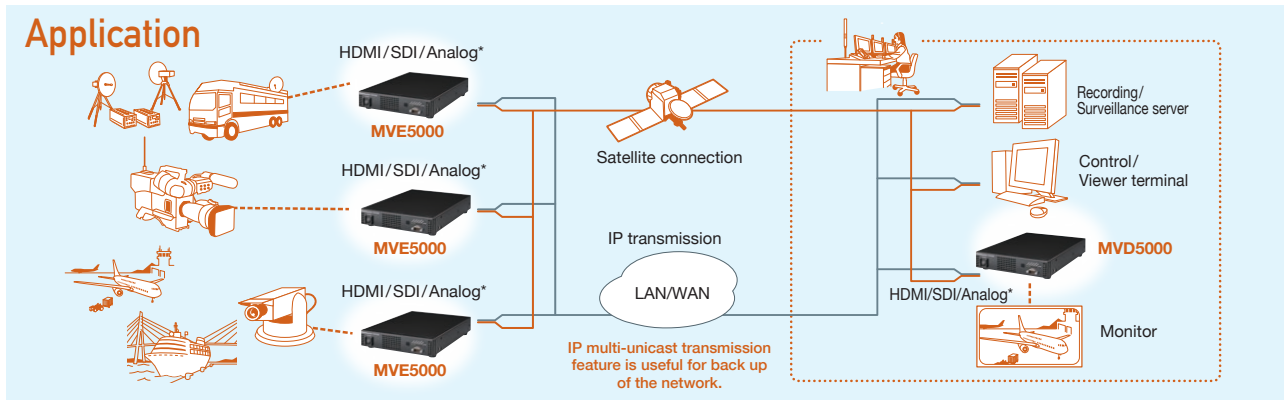 Application
HDMI/SDI/Analog*
MVE5000
HDMI/SDI/Analog*
MVE5000
HDMI/SDI/Analog*
MVE5000
Satellite connection
IP transmission
LAN/WAN
IP multi-unicast transmission
feature is useful for back up
of the network.
Recording/
Surveillance server
Control/
Viewer terminal
MVD5000
HDMI/SDI/Analog*
Monitor